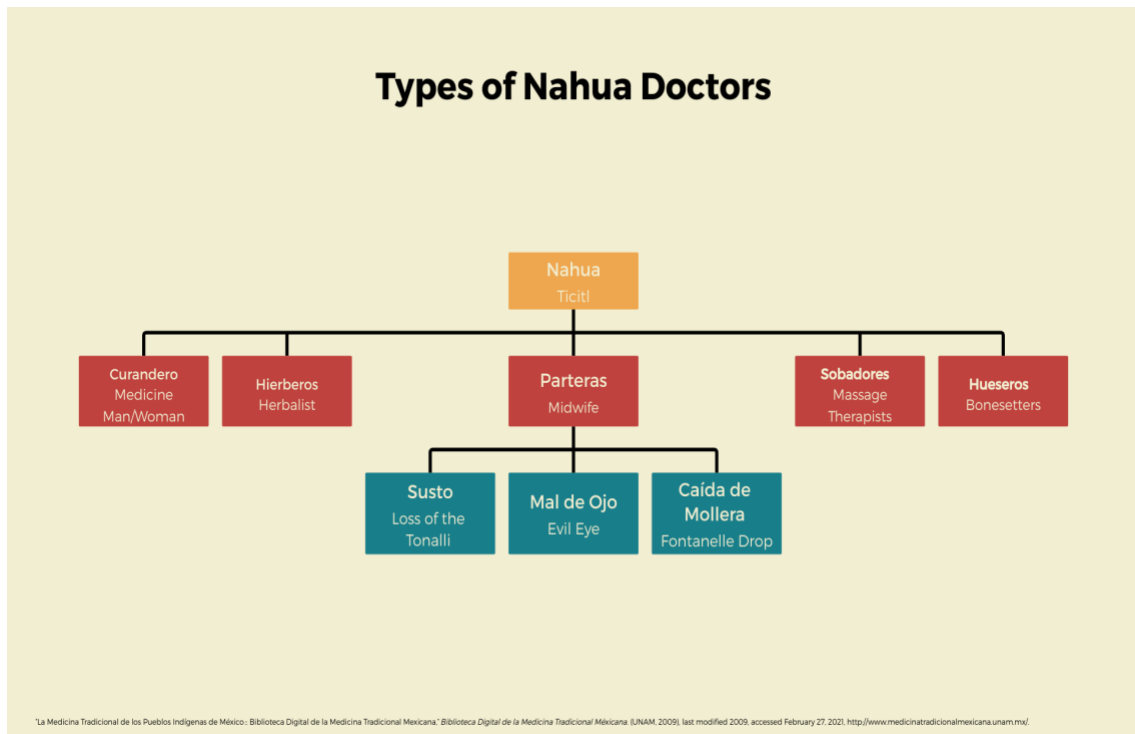 Types of Nahua Doctors
Nahua
Ticitl
Curandero
Medicine
Man/Woman
Hierberos
Herbalist
Parteras
Midwife
Sobadores
Massage
Therapists
Hueseros
Bonesetters
Susto
Loss of the
Tonalli
Mal de Ojo
Evil Eye
Caída de
Mollera
Fontanelle Drop
"La Medicina Tradicional de los Pueblos Indígenas de México :: Biblioteca Digital de la Medicina Tradicional Mexicana," Biblioteca Digital de la Medicina Tradicional Méxicana. (UNAM, 2009), last modified 2009, accessed February 27, 2021, http://www.medicinatradicionalmexicana.unam.mx/.